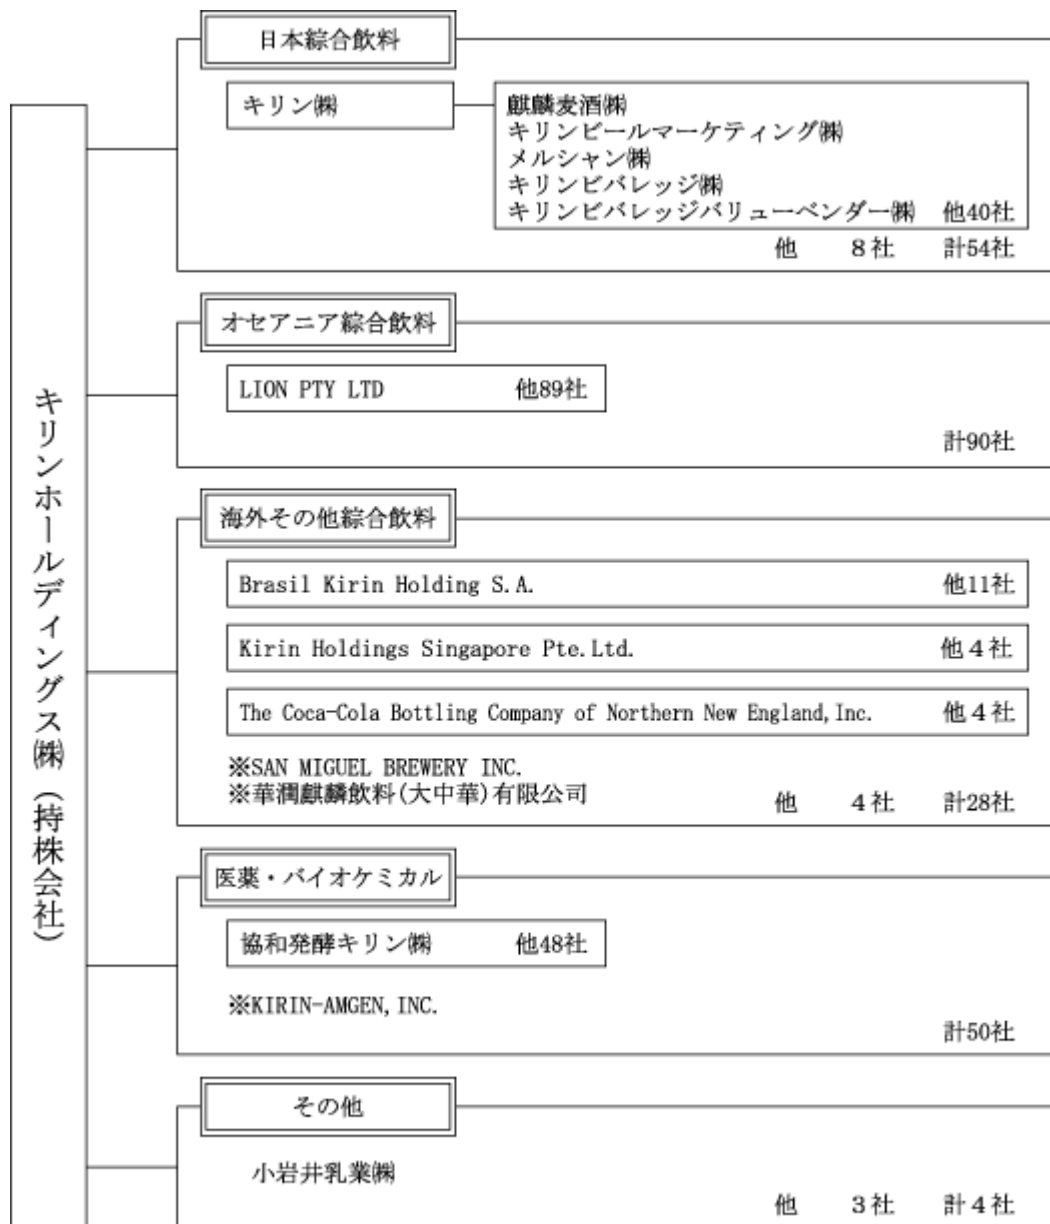 キリンホールディングス㈱（持株会社）
日本綜合飲料
キリン㈱
麒麟麦酒㈱
キリンビールマーケティング㈱
メルシャン㈱
キリンビバレッジ㈱
キリンビバレッジバリューベンダー㈱ 他40社
他 ８社 計54社
オセアニア綜合飲料
LION PTY LTD 他89社
計90社
海外その他綜合飲料
Brasil Kirin Holding S.A. 他11社
Kirin Holdings Singapore Pte.Ltd. 他４社
The Coca-Cola Bottling Company of Northern New England,Inc. 他４社
※SAN MIGUEL BREWERY INC.
※華潤麒麟飲料(大中華)有限公司
他 ４社 計28社
医薬・バイオケミカル
協和発酵キリン㈱ 他48社
※KIRIN-AMGEN,INC.
計50社
その他
小岩井乳業㈱
他 ３社 計４社